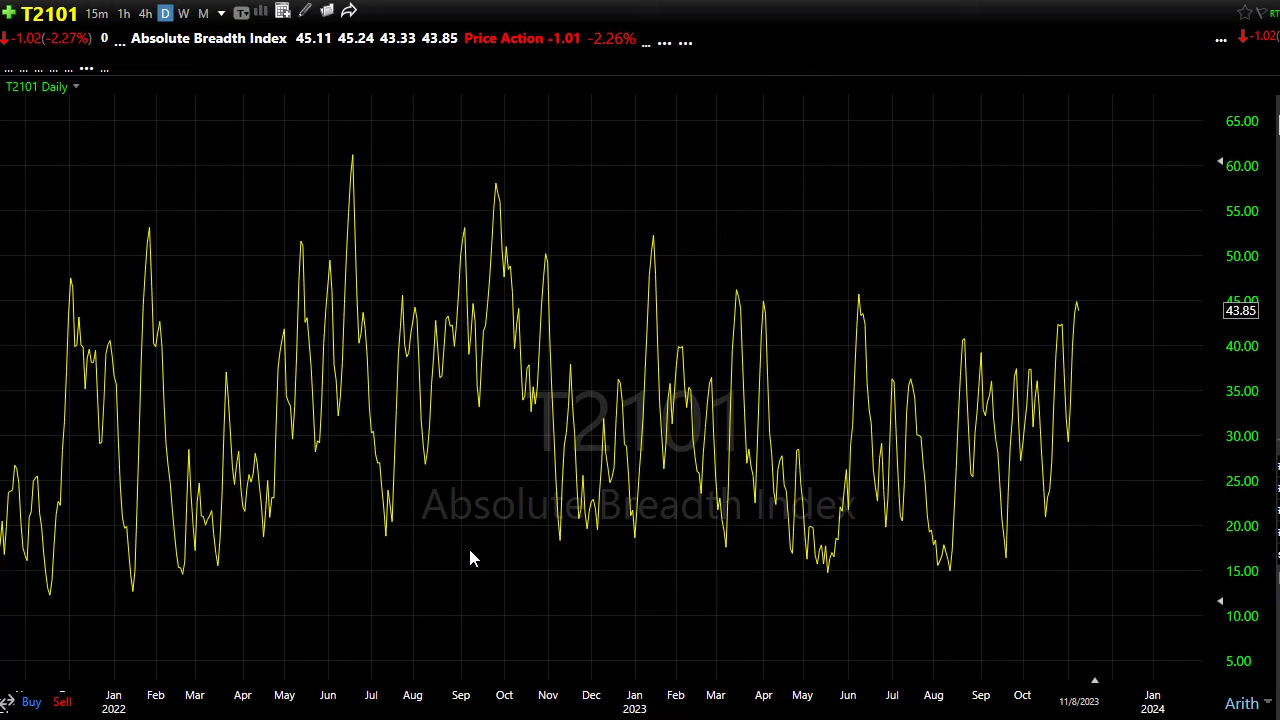 T2101 15m 1h 4h D W M T RT
-1.02(-2.27%) 0 ... Absolute Breadth Index 45.11 45.24 43.33 43.85 Price Action -1.01 -2.26% ... ... ... ... -1.02(
... ... ... ... ... ... ...
T2101 Daily
65.00
60.00
55.00
50.00
45.00
43.85
40.00
35.00
30.00
25.00
20.00
15.00
10.00
5.00
T2101
Absolute Breadth Index
Jan Feb Mar Apr May Jun Jul Aug Sep Oct Nov Dec Jan Feb Mar Apr May Jun Jul Aug Sep Oct 11/8/2023 Jan
2022 2023 2024
Buy Sell Arith